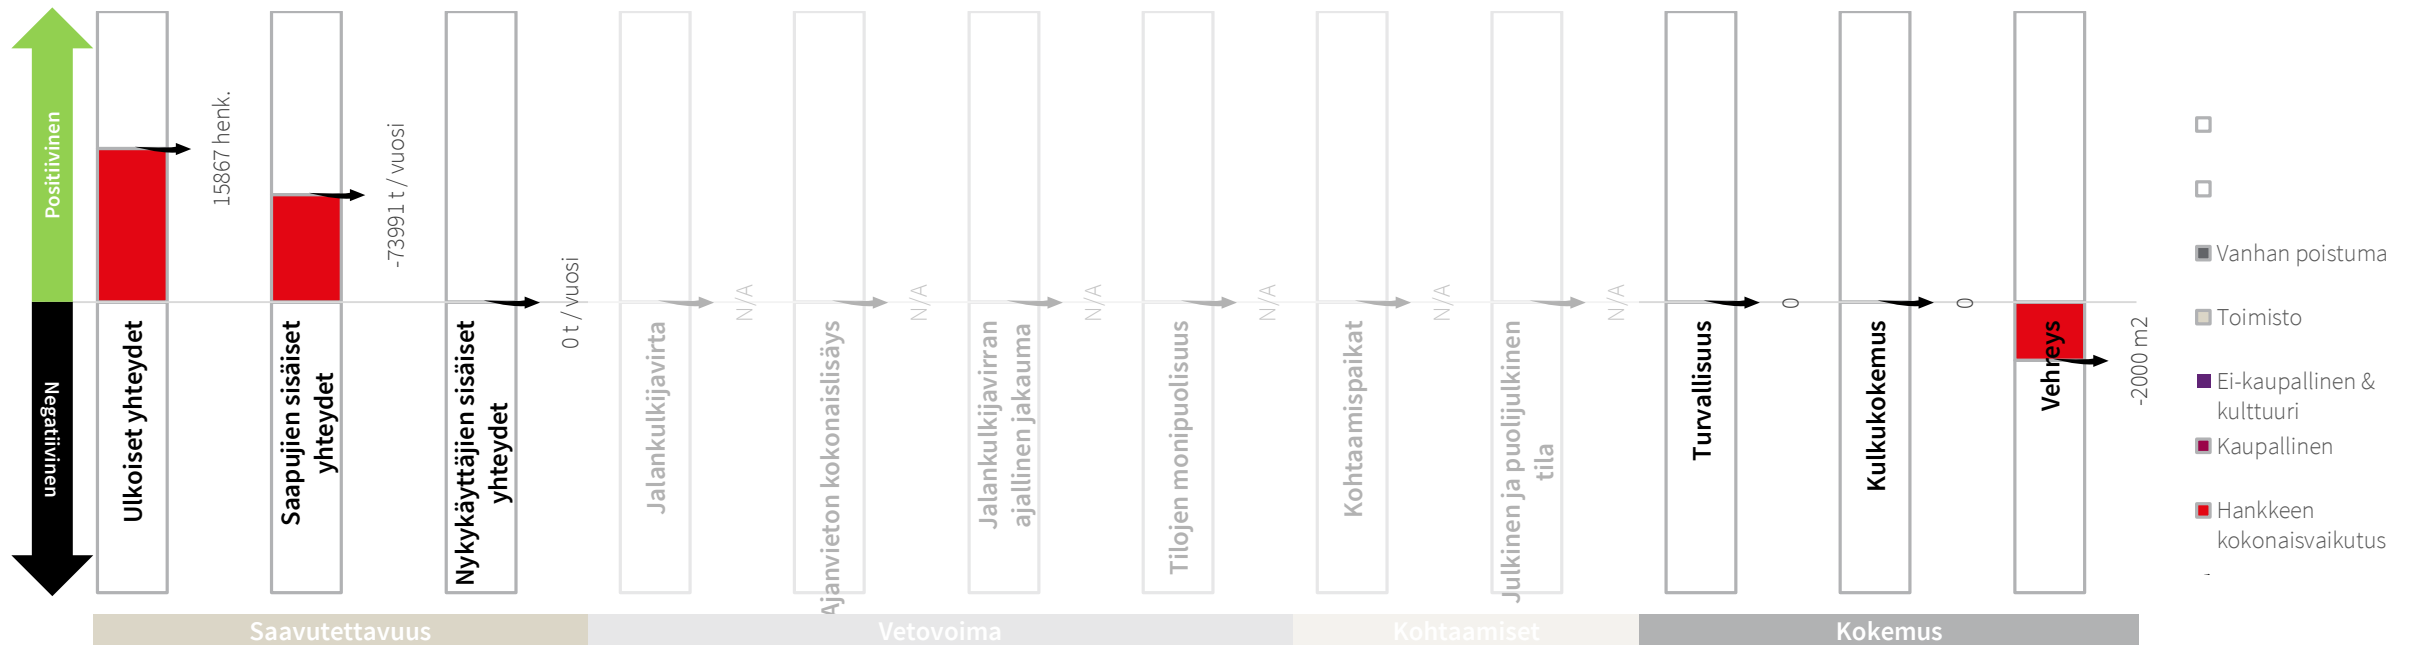 Positiivinen
Negatiivinen
15867 henk.
-73991 t / vuosi
0 t / vuosi
N/A
N/A
N/A
N/A
N/A
N/A
0
0
-2000 m2
Ulkoiset yhteydet
Saapujien sisäiset
yhteydet
Nykykäyttäjien sisäiset
yhteydet
Jalankulkijavirta
Ajanvieton kokonaislisäys
Jalankulkijavirran
ajallinen jakauma
Tilojen monipuolisuus
Kohtaamispaikat
Julkinen ja puolijulkinen
tila
Turvallisuus
Kulkukokemus
Vehreys
Saavutettavuus
Vetovoima
Kohtaamiset
Kokemus
Vanhan poistuma
Toimisto
Ei-kaupallinen &
kulttuuri
Kaupallinen
Hankkeen
kokonaisvaikutus